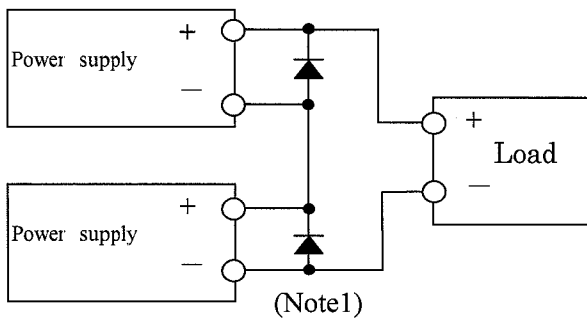 +
Power supply
—
+
Load
—
+
Power supply
—
(Note1)